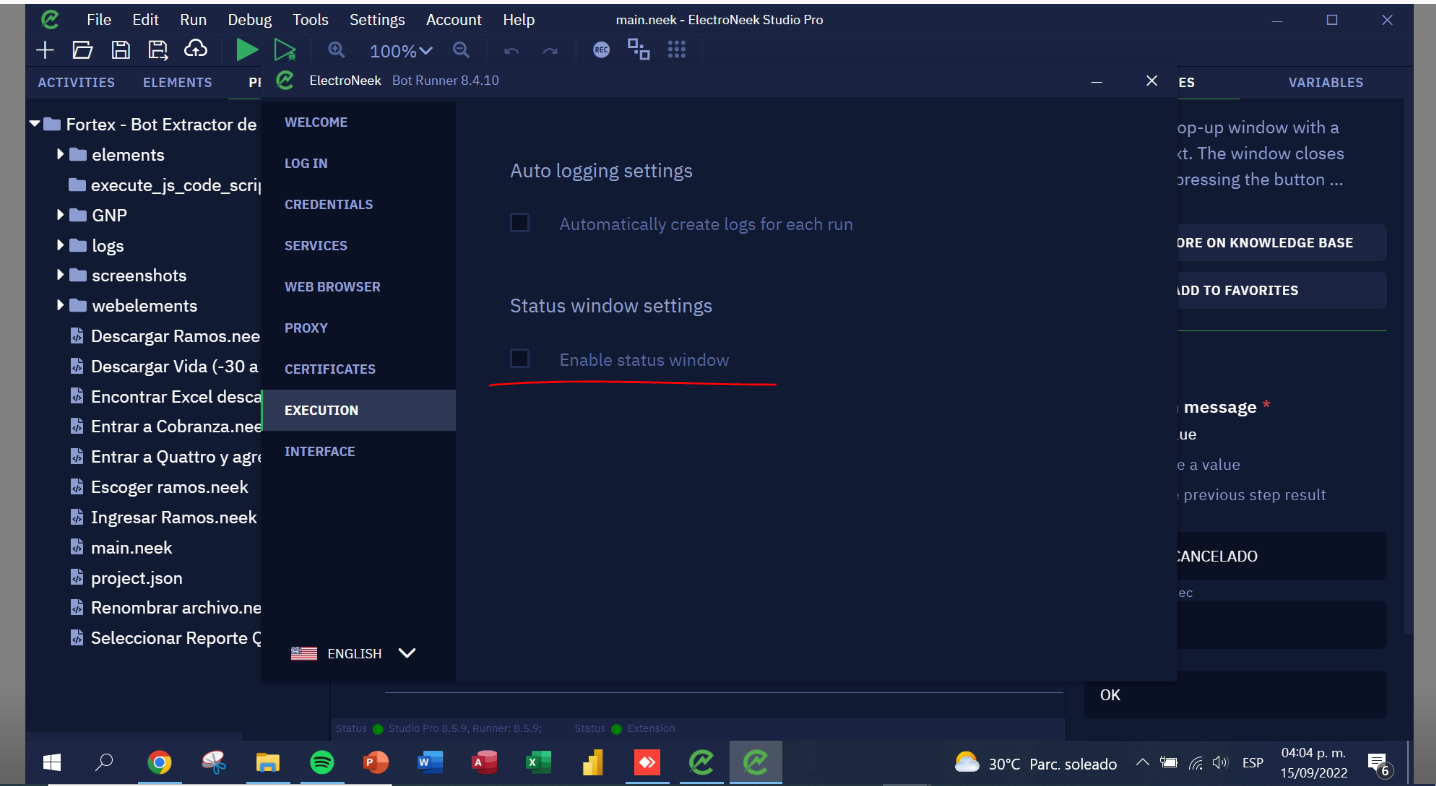 File Edit Run Debug Tools Settings Account Help main.neek - ElectroNeek Studio Pro
100% REC
ACTIVITIES ELEMENTS PI ElectroNeek Bot Runner 8.4.10 ES VARIABLES
Fortex - Bot Extractor de
elements
execute_js_code_scrip
GNP
logs
screenshots
webelements
Descargar Ramos.nee
Descargar Vida (-30 a
Encontrar Excel desca
Entrar a Cobranza.nee
Entrar a Quattro y agre
Escoger ramos.neek
Ingresar Ramos.neek
main.neek
project.json
Renombrar archivo.ne
Seleccionar Reporte Q
WELCOME
LOG IN
CREDENTIALS
SERVICES
WEB BROWSER
PROXY
CERTIFICATES
EXECUTION
INTERFACE
ENGLISH
Auto logging settings
Automatically create logs for each run
Status window settings
Enable status window
op-up window with a
xt. The window closes
pressing the button ...
ORE ON KNOWLEDGE BASE
ADD TO FAVORITES
message *
ue
e a value
previous step result
CANCELADO
ec
OK
Status Studio Pro 8.5.9, Runner: 8.5.9; Status Extension
30°C Parc. soleado ESP 04:04 p. m.
15/09/2022
6